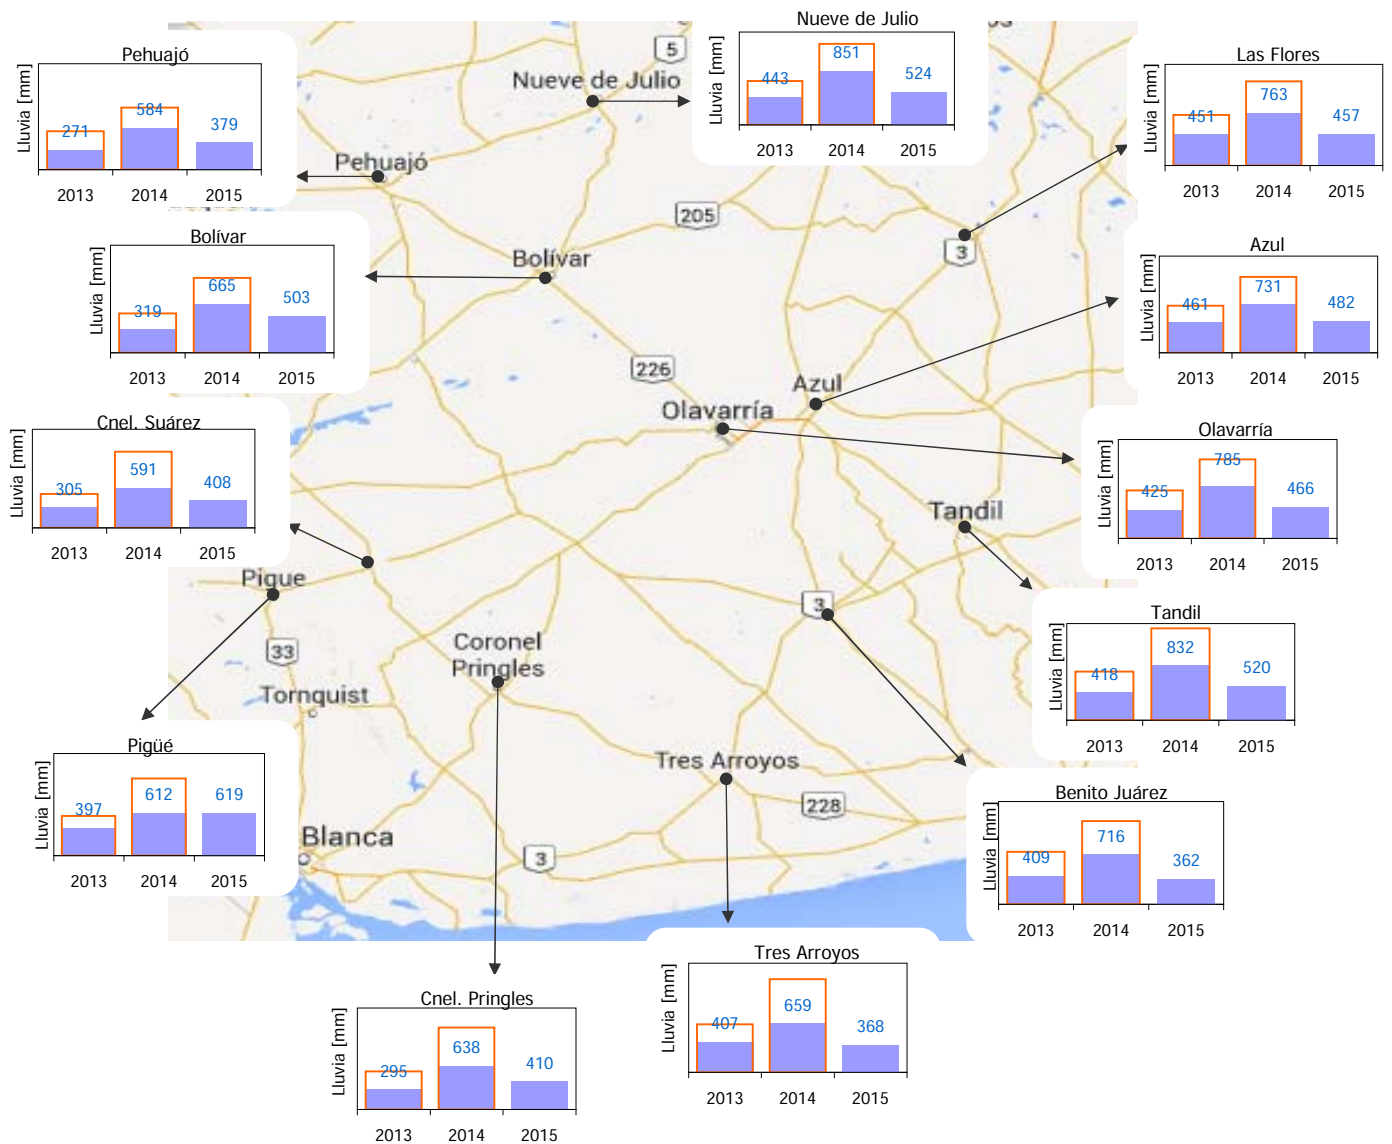 Nueve de Julio
Lluvia [mm]
443
851
524
2013
2014
2015
Pehuajó
Lluvia [mm]
271
584
379
2013
2014
2015
Las Flores
Lluvia [mm]
451
763
457
2013
2014
2015
Bolívar
Lluvia [mm]
319
665
503
2013
2014
2015
Azul
Lluvia [mm]
461
731
482
2013
2014
2015
Cnel. Suárez
Lluvia [mm]
305
591
408
2013
2014
2015
Olavarría
Lluvia [mm]
425
785
466
2013
2014
2015
Tandil
Lluvia [mm]
418
832
520
2013
2014
2015
Pigüé
Lluvia [mm]
397
612
619
2013
2014
2015
Benito Juárez
Lluvia [mm]
409
716
362
2013
2014
2015
Tres Arroyos
Lluvia [mm]
407
659
368
2013
2014
2015
Cnel. Pringles
Lluvia [mm]
295
638
410
2013
2014
2015
5
Nueve de Julio
Pehuajó
205
3
Bolívar
226
Azul
Olavarría
Tandil
Pigue
3
33
Coronel
Pringles
Tornquist
Tres Arroyos
228
Blanca
3